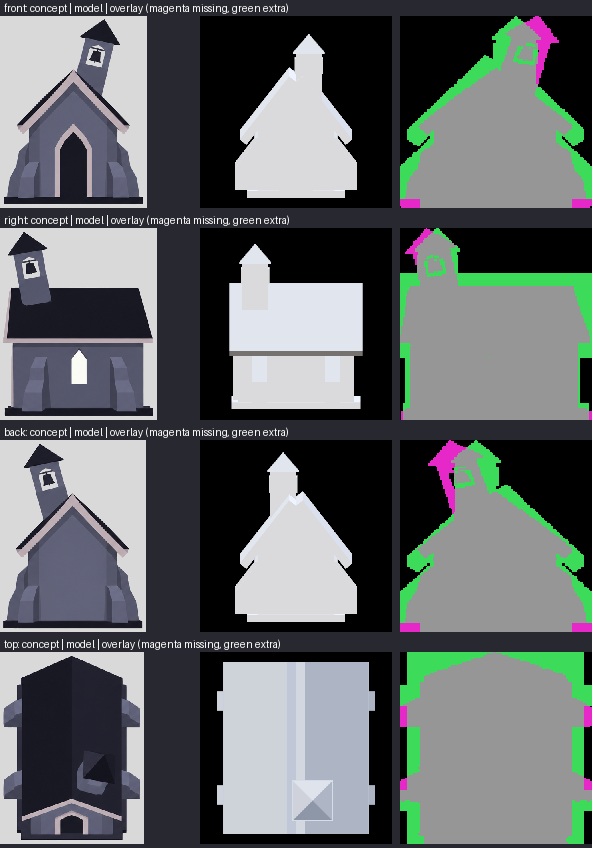 front: concept | model | overlay (magenta missing, green extra)
right: concept | model | overlay (magenta missing, green extra)
back: concept | model | overlay (magenta missing, green extra)
top: concept | model | overlay (magenta missing, green extra)